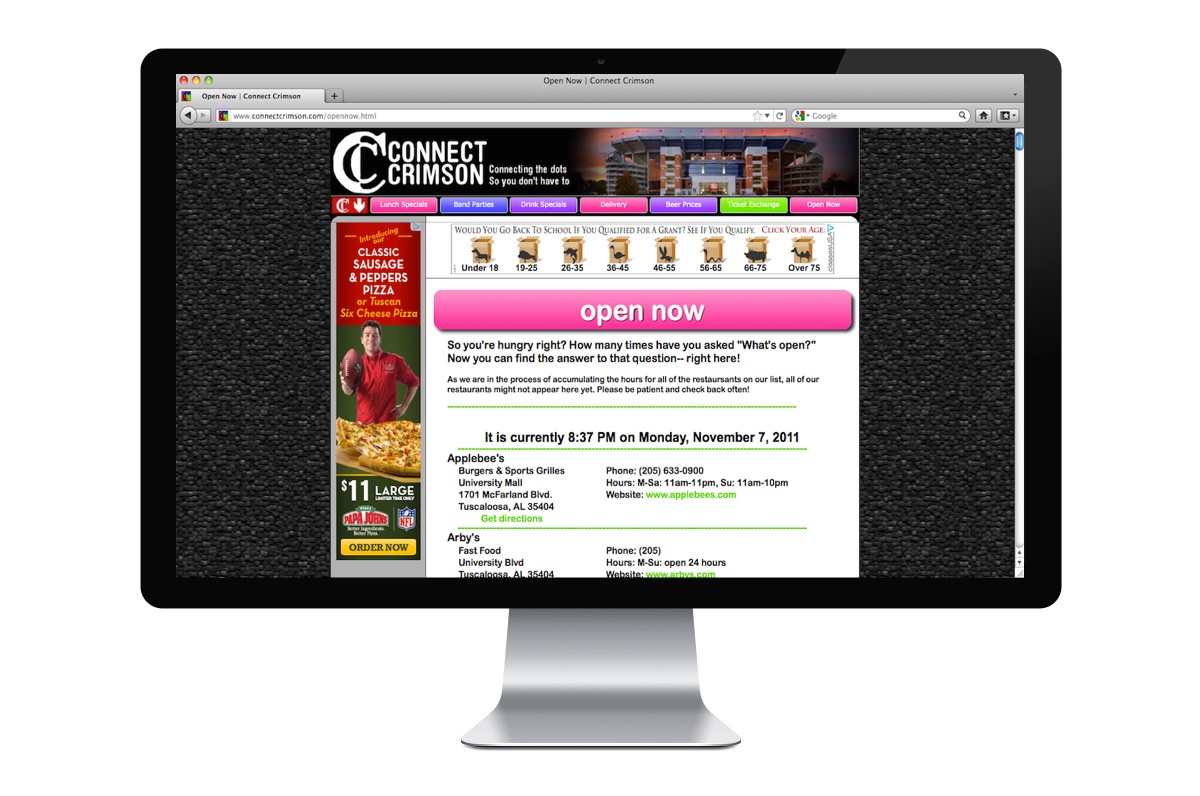 Open Now | Connect Crimson
Open Now | Connect Crimson
www.connectcrimson.com/opennow.html
Google
CC CONNECT
CRIMSON
Connecting the dots
So you don't have to
Lunch Specials Band Parties Drink Specials Delivery Beer Prices Ticket Exchange Open Now
Introducing
our
CLASSIC
SAUSAGE
& PEPPERS
PIZZA
or Tuscan
Six Cheese Pizza
$11 LARGE
LIMITED TIME ONLY
PAPA JOHNS
Better Ingredients.
Better Pizza.
NFL
ORDER NOW
WOULD YOU GO BACK TO SCHOOL IF YOU QUALIFIED FOR A GRANT? SEE IF YOU QUALIFY. CLICK YOUR AGE:
Under 18 19-25 26-35 36-45 46-55 56-65 66-75 Over 75
classesUSA
open now
So you're hungry right? How many times have you asked "What's open?"
Now you can find the answer to that question-- right here!
As we are in the process of accumulating the hours for all of the restaursants on our list, all of our
restaurants might not appear here yet. Please be patient and check back often!
It is currently 8:37 PM on Monday, November 7, 2011
Applebee's
Burgers & Sports Grilles
University Mall
1701 McFarland Blvd.
Tuscaloosa, AL 35404
Get directions
Phone: (205) 633-0900
Hours: M-Sa: 11am-11pm, Su: 11am-10pm
Website: www.applebees.com
Arby's
Fast Food
University Blvd
Tuscaloosa, AL 35404
Phone: (205)
Hours: M-Su: open 24 hours
Website: www.arbys.com